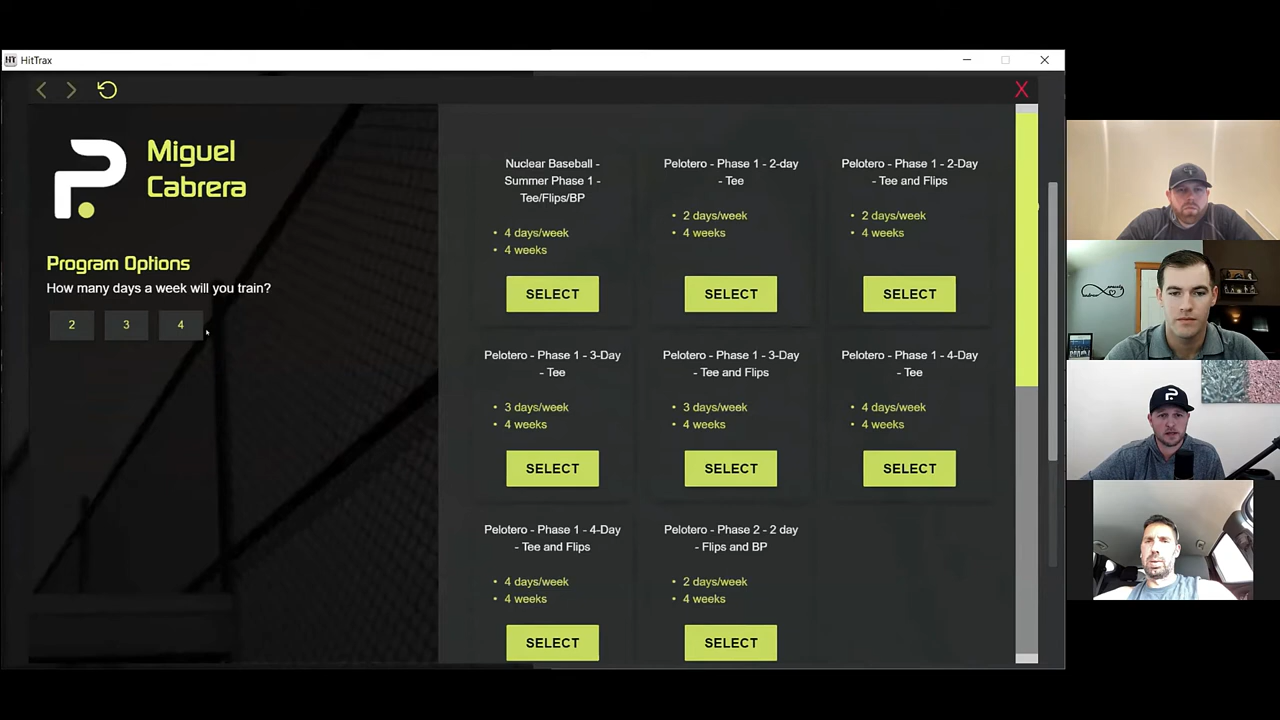 HT HitTrax
X
P. Miguel
Cabrera
Program Options
How many days a week will you train?
2 3 4
Nuclear Baseball -
Summer Phase 1 -
Tee/Flips/BP
• 4 days/week
• 4 weeks
SELECT
Pelotero - Phase 1 - 2-day
- Tee
• 2 days/week
• 4 weeks
SELECT
Pelotero - Phase 1 - 2-Day
- Tee and Flips
• 2 days/week
• 4 weeks
SELECT
Pelotero - Phase 1 - 3-Day
- Tee
• 3 days/week
• 4 weeks
SELECT
Pelotero - Phase 1 - 3-Day
- Tee and Flips
• 3 days/week
• 4 weeks
SELECT
Pelotero - Phase 1 - 4-Day
- Tee
• 4 days/week
• 4 weeks
SELECT
Pelotero - Phase 1 - 4-Day
- Tee and Flips
• 4 days/week
• 4 weeks
SELECT
Pelotero - Phase 2 - 2 day
- Flips and BP
• 2 days/week
• 4 weeks
SELECT